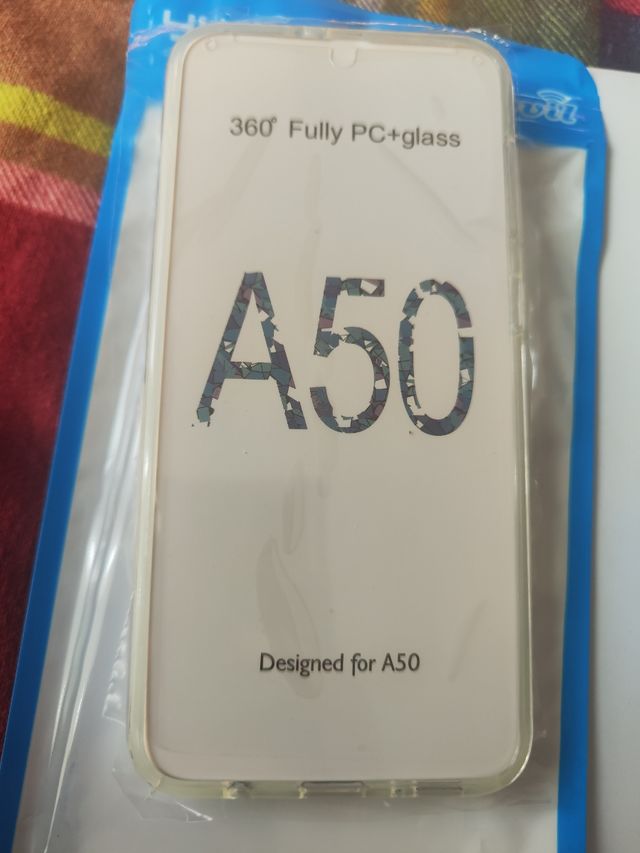 360° Fully PC+glass
A50
Designed for A50